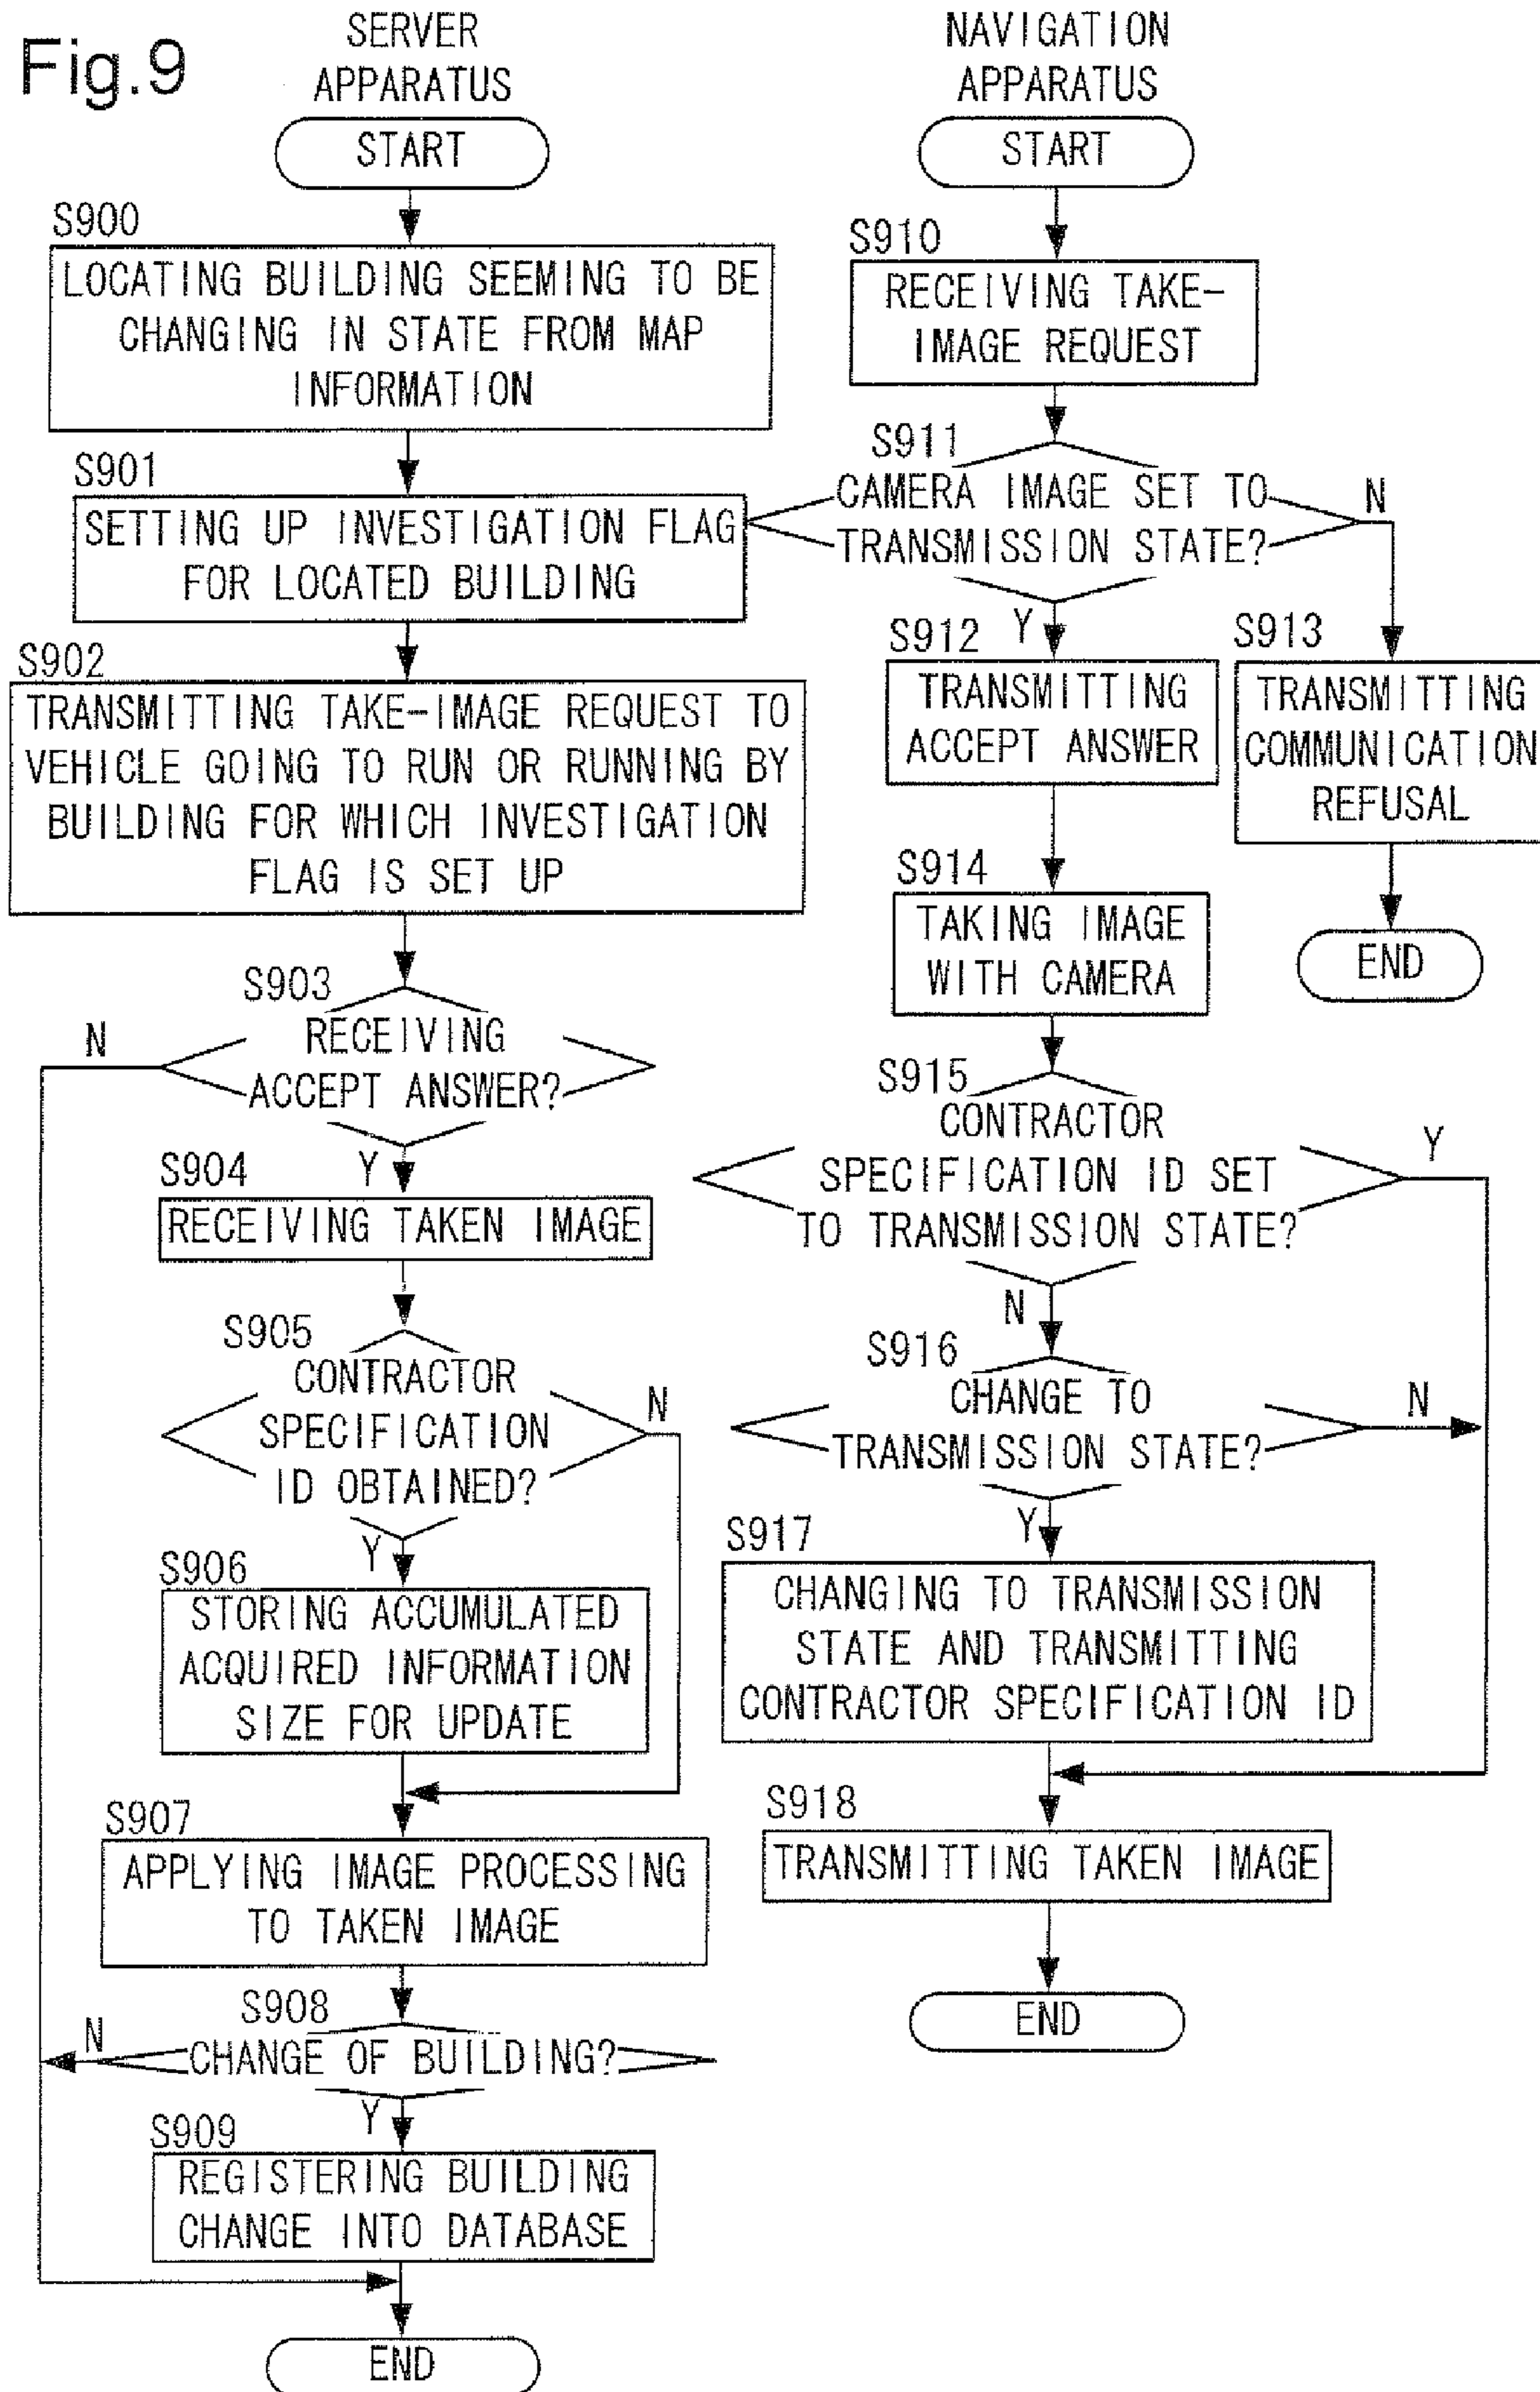 Fig.9
SERVER
APPARATUS
START
S900
LOCATING BUILDING SEEMING TO BE
CHANGING IN STATE FROM MAP
INFORMATION
S901
SETTING UP INVESTIGATION FLAG
FOR LOCATED BUILDING
S902
TRANSMITTING TAKE-IMAGE REQUEST TO
VEHICLE GOING TO RUN OR RUNNING BY
BUILDING FOR WHICH INVESTIGATION
FLAG IS SET UP
S903
RECEIVING
ACCEPT ANSWER?
N
Y
S904
RECEIVING TAKEN IMAGE
S905
CONTRACTOR
SPECIFICATION
ID OBTAINED?
N
Y
S906
STORING ACCUMULATED
ACQUIRED INFORMATION
SIZE FOR UPDATE
S907
APPLYING IMAGE PROCESSING
TO TAKEN IMAGE
S908
CHANGE OF BUILDING?
N
Y
S909
REGISTERING BUILDING
CHANGE INTO DATABASE
END
NAVIGATION
APPARATUS
START
S910
RECEIVING TAKE-
IMAGE REQUEST
S911
CAMERA IMAGE SET TO
TRANSMISSION STATE?
N
Y
S912
TRANSMITTING
ACCEPT ANSWER
S913
TRANSMITTING
COMMUNICATION
REFUSAL
END
S914
TAKING IMAGE
WITH CAMERA
S915
CONTRACTOR
SPECIFICATION ID SET
TO TRANSMISSION STATE?
Y
N
S916
CHANGE TO
TRANSMISSION STATE?
N
Y
S917
CHANGING TO TRANSMISSION
STATE AND TRANSMITTING
CONTRACTOR SPECIFICATION ID
S918
TRANSMITTING TAKEN IMAGE
END